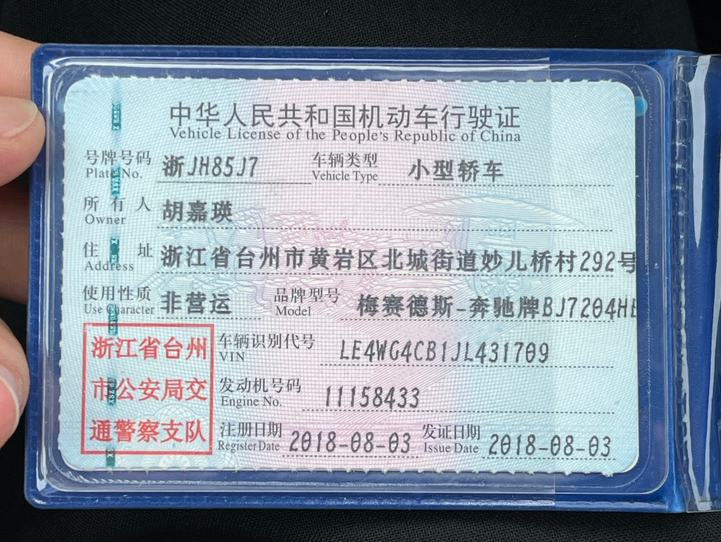 中华人民共和国机动车行驶证
Vehicle License of the People's Republic of China
号牌号码 Plate No. 浙JH85J7 车辆类型 Vehicle Type 小型轿车
所有人 Owner 胡嘉瑛
住址 Address 浙江省台州市黄岩区北城街道妙儿桥村292号
使用性质 Use Character 非营运 品牌型号 Model 梅赛德斯-奔驰牌BJ7204H
浙江省台州
市公安局交
通警察支队
车辆识别代号 VIN LE4WG4CB1JL431709
发动机号码 Engine No. 11158433
注册日期 Register Date 2018-08-03 发证日期 Issue Date 2018-08-03